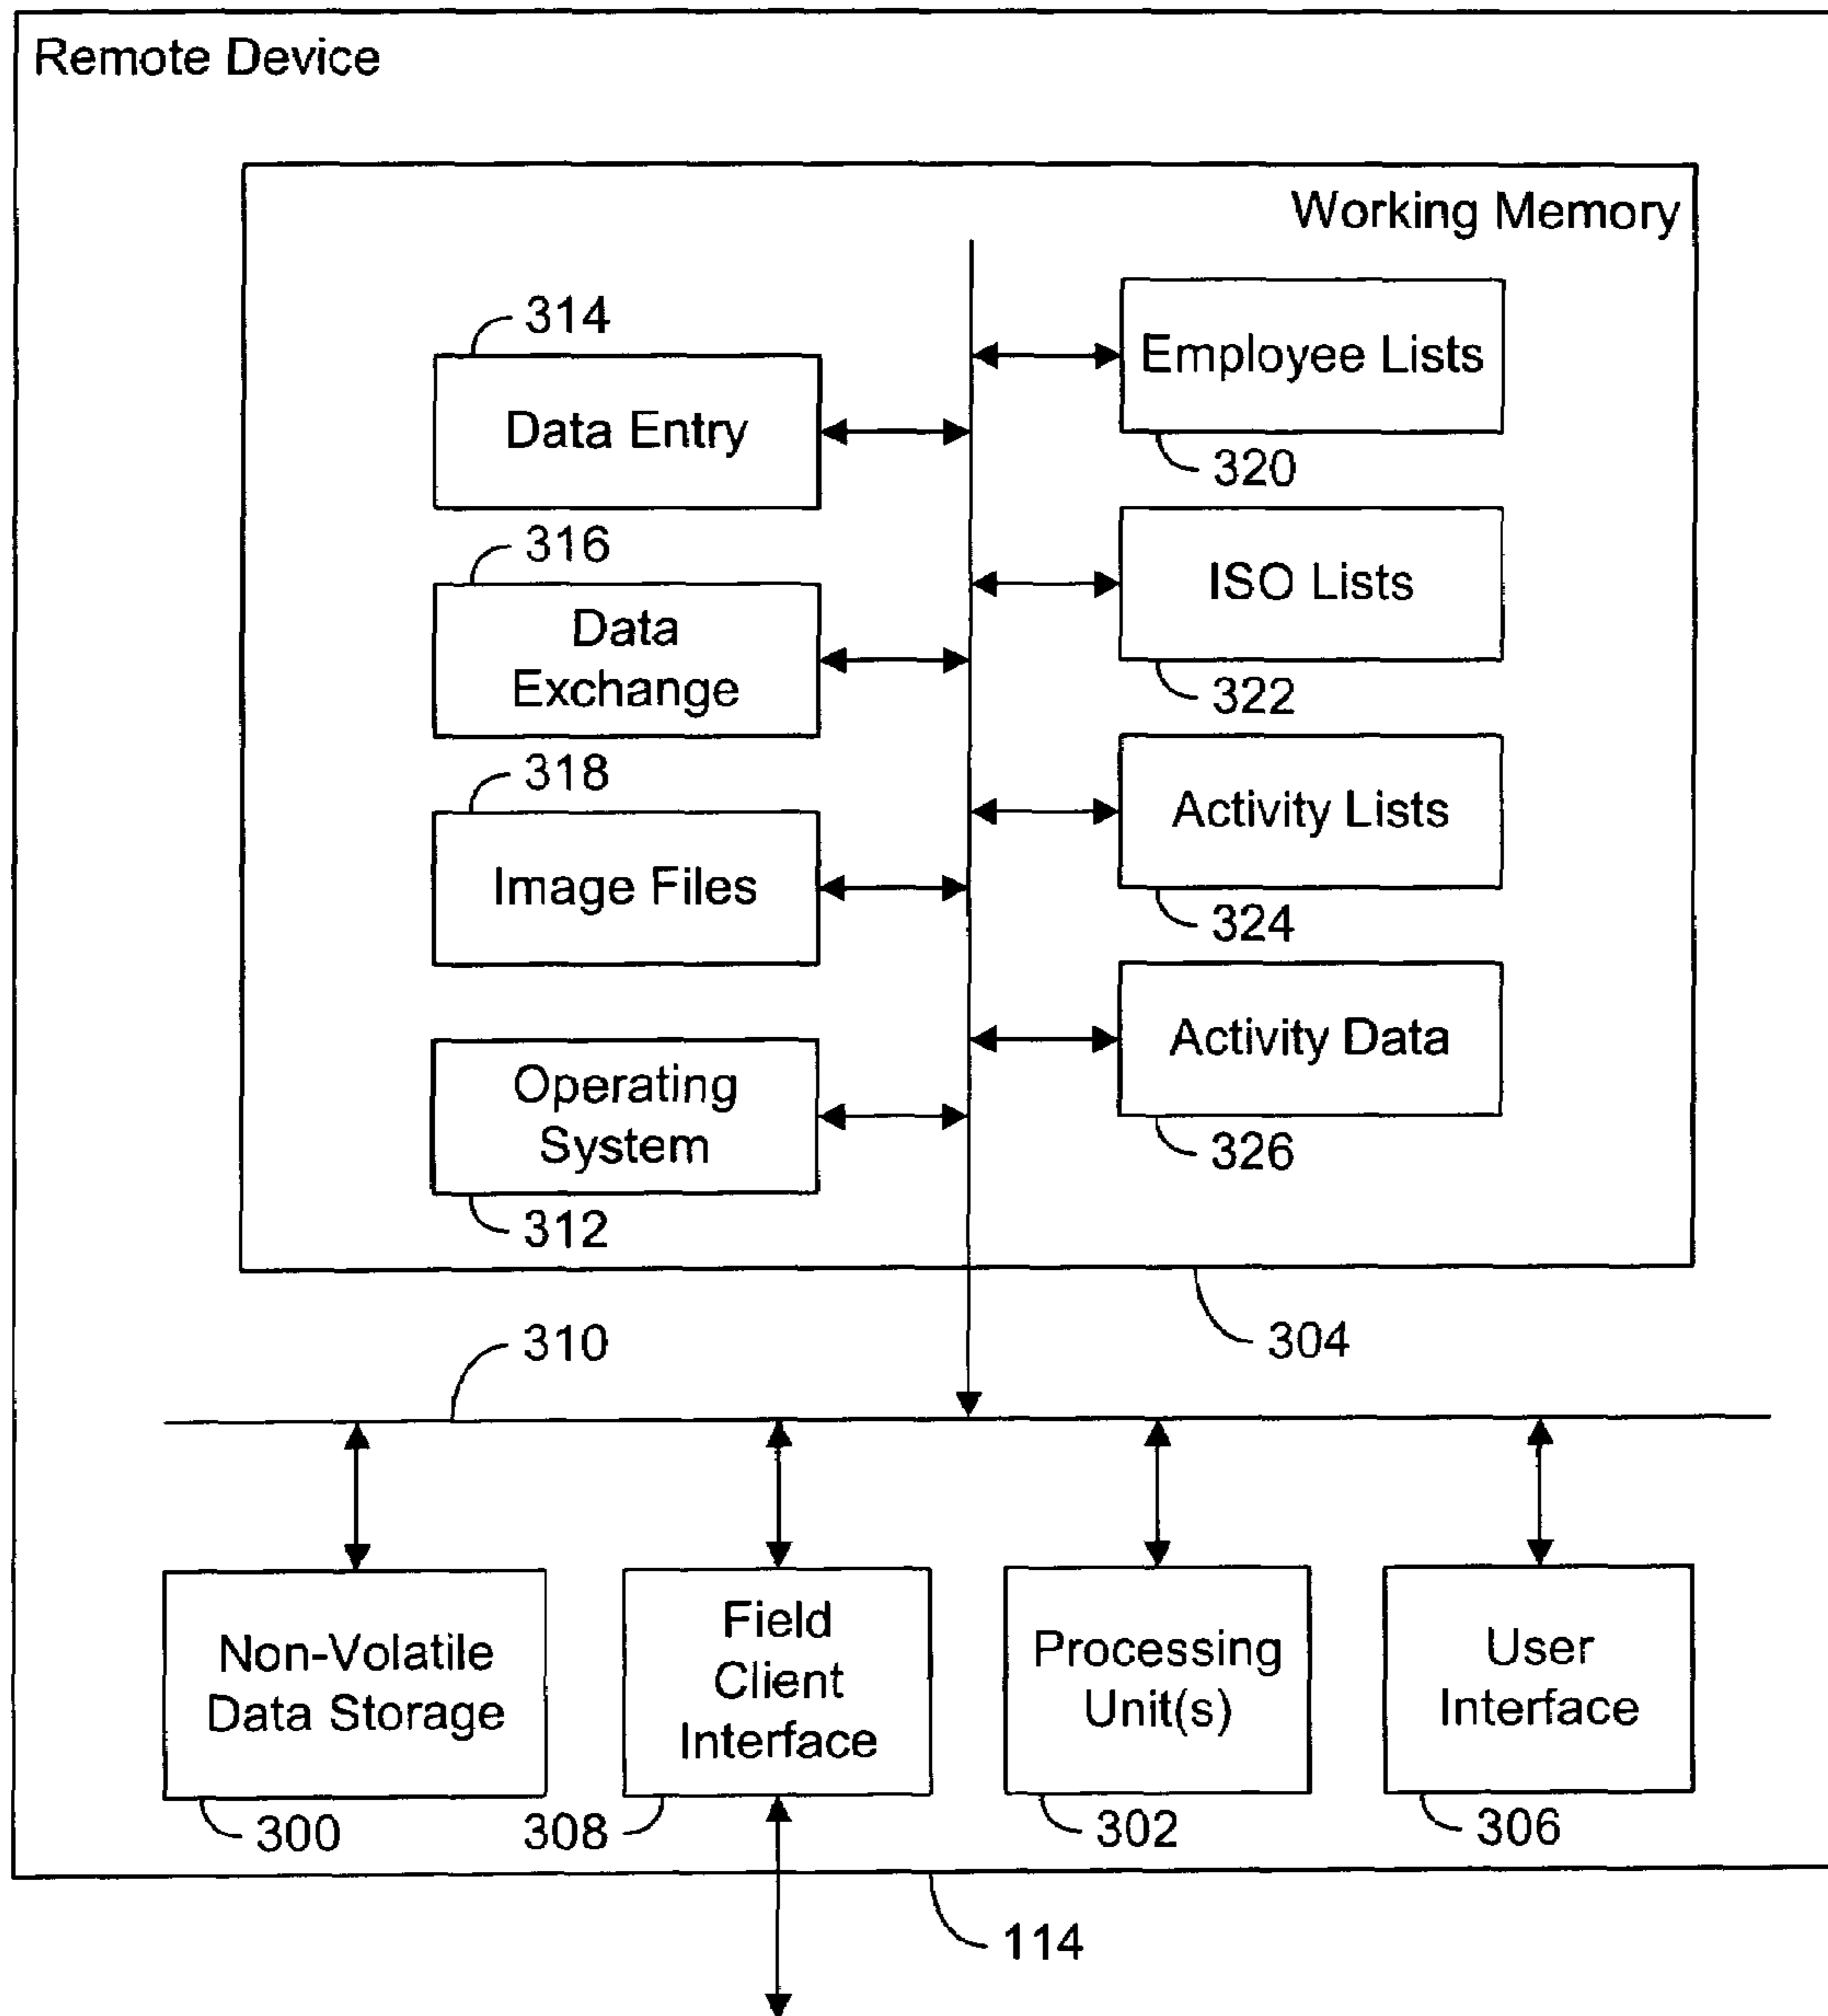 Remote Device
Working Memory
314
Data Entry
316
Data
Exchange
318
Image Files
Operating
System
312
Employee Lists
320
ISO Lists
322
Activity Lists
324
Activity Data
326
304
310
Non-Volatile
Data Storage
300
Field
Client
Interface
308
Processing
Unit(s)
302
User
Interface
306
114